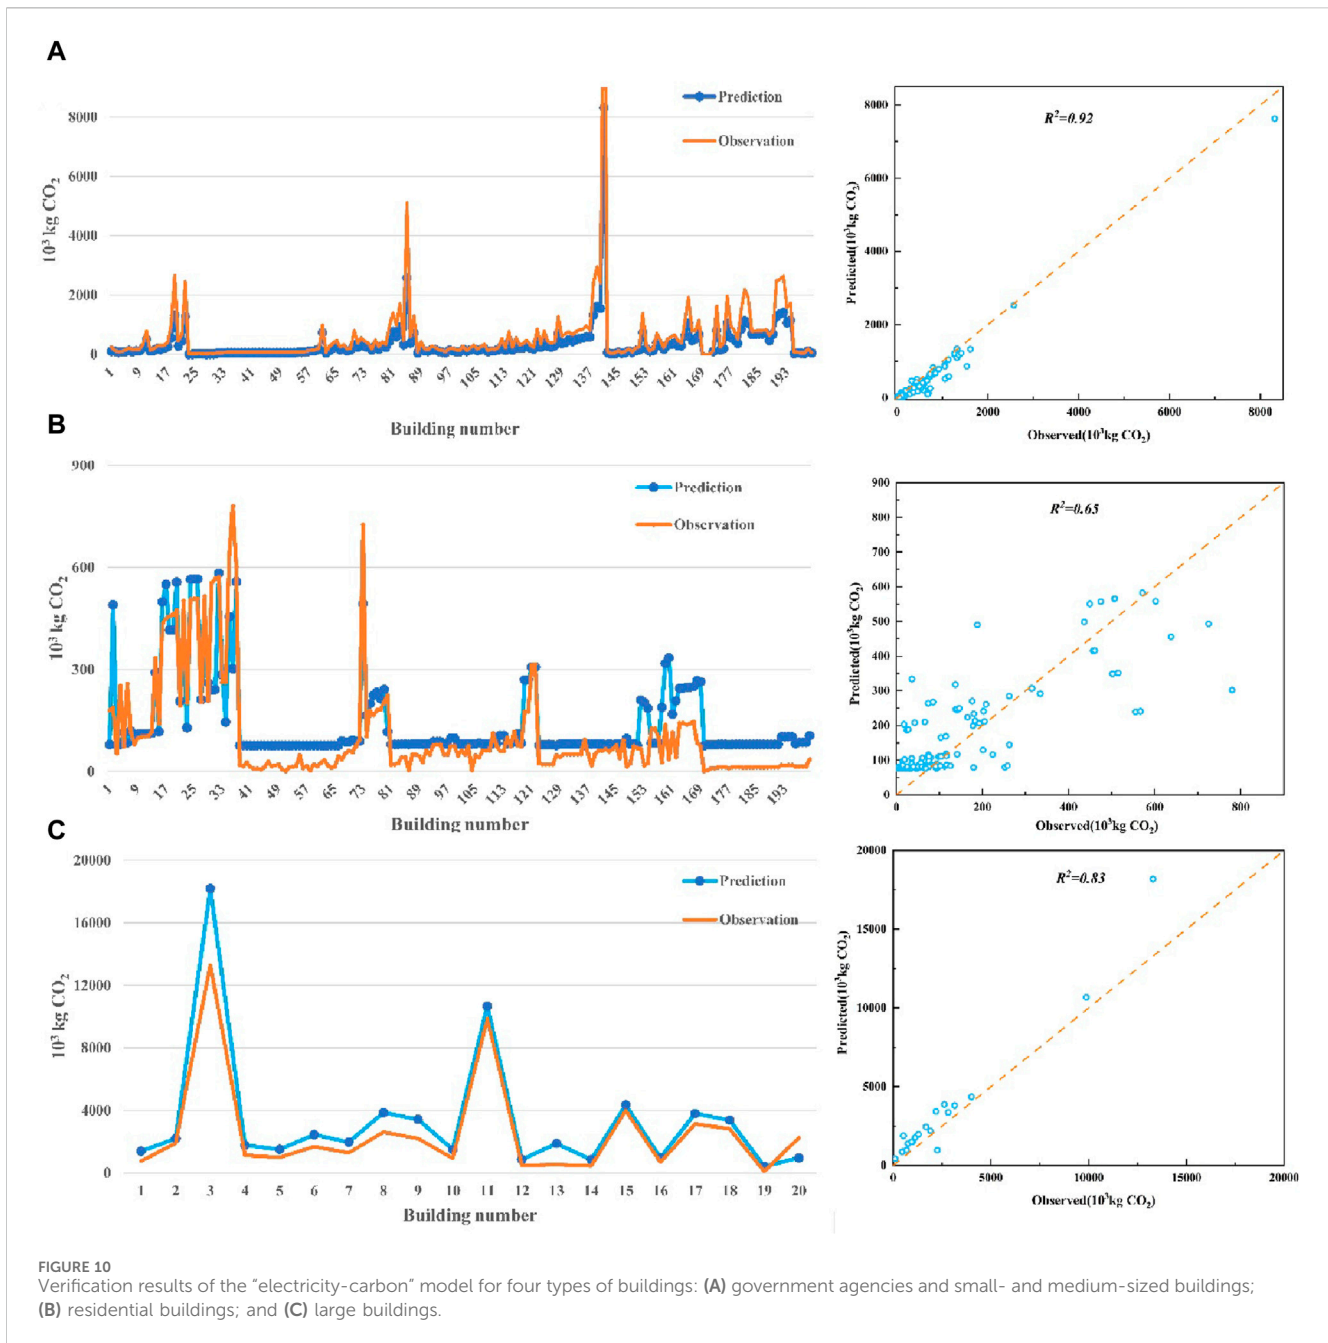 A
Prediction
Observation
8000
6000
4000
2000
0
10³ kg CO₂
1 9 17 25 33 41 49 57 65 73 81 89 97 105 113 121 129 137 145 153 161 169 177 185 193
Building number
R²=0.92
8000
6000
4000
2000
0
Predicted(10³kg CO₂)
0 2000 4000 6000 8000
Observed(10³kg CO₂)
B
Prediction
Observation
900
600
300
0
10³ kg CO₂
1 9 17 25 33 41 49 57 65 73 81 89 97 105 113 121 129 137 145 153 161 169 177 185 193
Building number
R²=0.65
900
800
700
600
500
400
300
200
100
0
Predicted(10³kg CO₂)
0 200 400 600 800
Observed(10³kg CO₂)
C
Prediction
Observation
20000
16000
12000
8000
4000
0
10³ kg CO₂
1 2 3 4 5 6 7 8 9 10 11 12 13 14 15 16 17 18 19 20
Building number
R²=0.83
20000
15000
10000
5000
0
Predicted(10³kg CO₂)
0 5000 10000 15000 20000
Observed(10³kg CO₂)
FIGURE 10
Verification results of the “electricity-carbon” model for four types of buildings: (A) government agencies and small- and medium-sized buildings;
(B) residential buildings; and (C) large buildings.